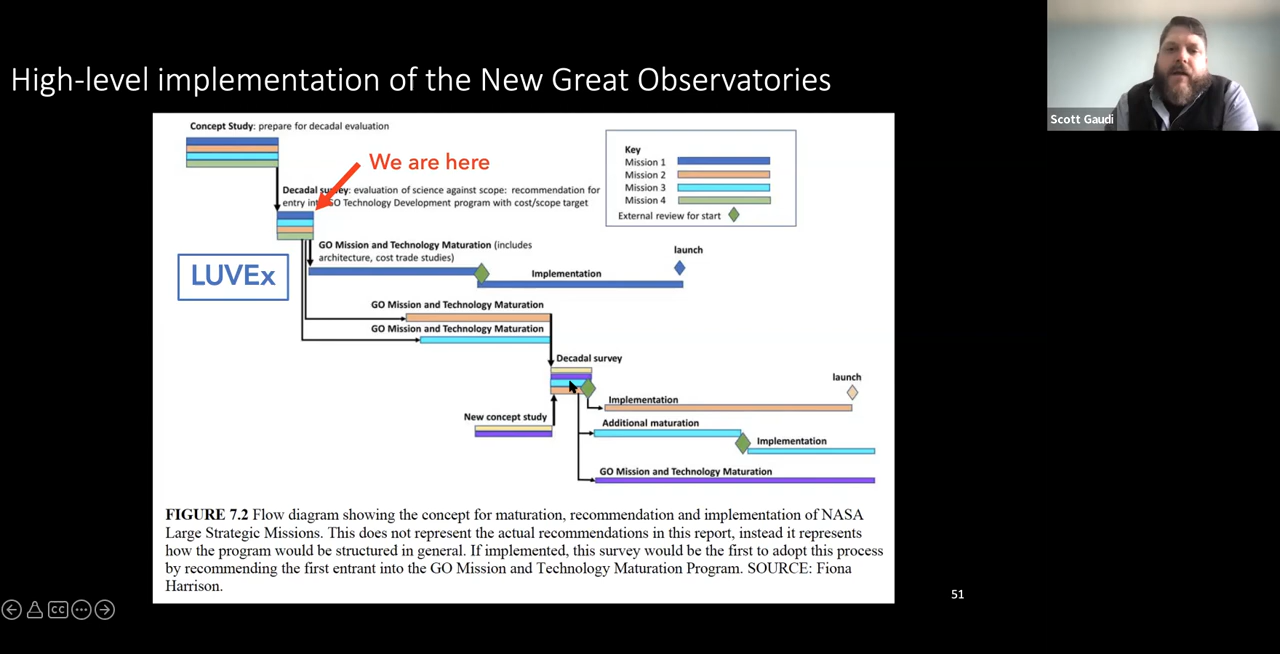 High-level implementation of the New Great Observatories
Scott Gaudi
Concept Study: prepare for decadal evaluation
We are here
Key
Mission 1
Mission 2
Mission 3
Mission 4
External review for start
Decadal survey: evaluation of science against scope: recommendation for
entry into GO Technology Development program with cost/scope target
LUVEx
GO Mission and Technology Maturation (includes
architecture, cost trade studies)
launch
Implementation
GO Mission and Technology Maturation
GO Mission and Technology Maturation
Decadal survey
launch
Implementation
New concept study
Additional maturation
Implementation
GO Mission and Technology Maturation
FIGURE 7.2 Flow diagram showing the concept for maturation, recommendation and implementation of NASA
Large Strategic Missions. This does not represent the actual recommendations in this report, instead it represents
how the program would be structured in general. If implemented, this survey would be the first to adopt this process
by recommending the first entrant into the GO Mission and Technology Maturation Program. SOURCE: Fiona
Harrison.
51
CC